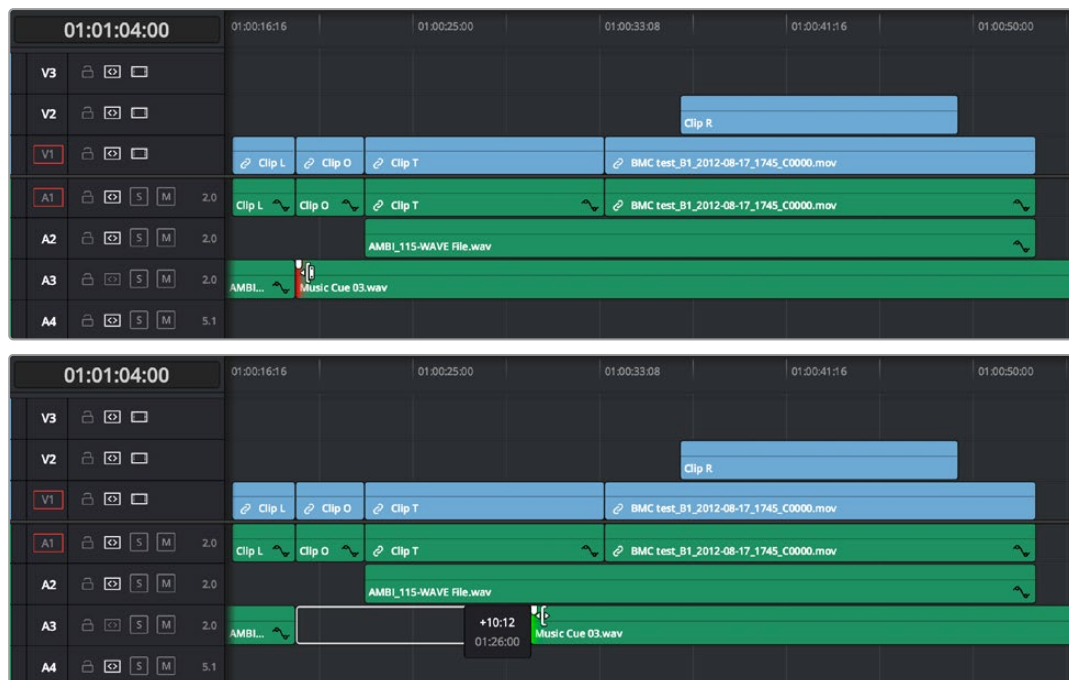 01:01:04:00 01:00:16:16 01:00:25:00 01:00:33:08 01:00:41:16 01:00:50:00
V3
V2 Clip R
V1 Clip L Clip O Clip T BMC test_B1_2012-08-17_1745_C0000.mov
A1 S M 2.0 Clip L Clip O Clip T BMC test_B1_2012-08-17_1745_C0000.mov
A2 S M 2.0 AMBI_115-WAVE File.wav
A3 S M 2.0 AMBI... Music Cue 03.wav
A4 S M 5.1
01:01:04:00 01:00:16:16 01:00:25:00 01:00:33:08 01:00:41:16 01:00:50:00
V3
V2 Clip R
V1 Clip L Clip O Clip T BMC test_B1_2012-08-17_1745_C0000.mov
A1 S M 2.0 Clip L Clip O Clip T BMC test_B1_2012-08-17_1745_C0000.mov
A2 S M 2.0 AMBI_115-WAVE File.wav
A3 S M 2.0 AMBI... +10:12 Music Cue 03.wav
01:26:00
A4 S M 5.1